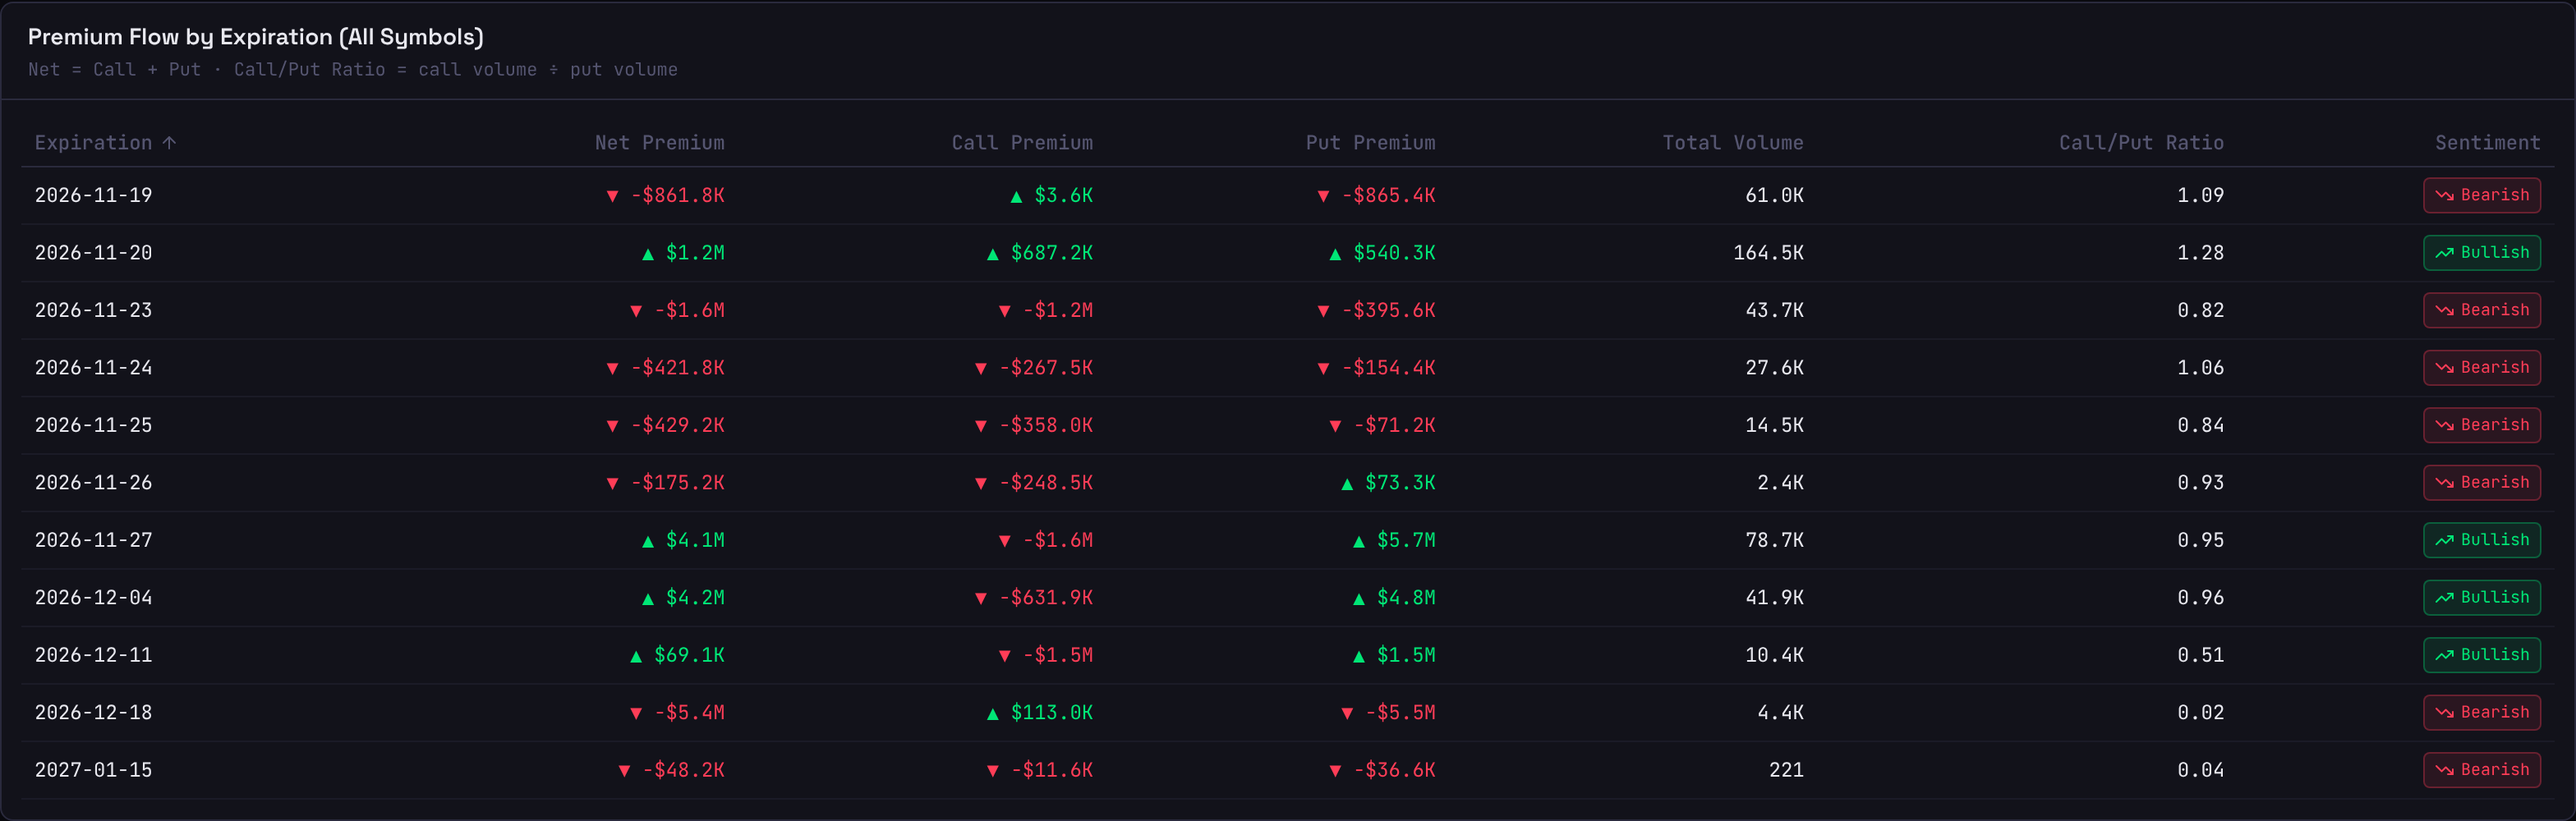 Premium Flow by Expiration (All Symbols)
Net = Call + Put · Call/Put Ratio = call volume ÷ put volume
Expiration ↑ Net Premium Call Premium Put Premium Total Volume Call/Put Ratio Sentiment
2026-11-19 ▼ -$861.8K ▲ $3.6K ▼ -$865.4K 61.0K 1.09 Bearish
2026-11-20 ▲ $1.2M ▲ $687.2K ▲ $540.3K 164.5K 1.28 Bullish
2026-11-23 ▼ -$1.6M ▼ -$1.2M ▼ -$395.6K 43.7K 0.82 Bearish
2026-11-24 ▼ -$421.8K ▼ -$267.5K ▼ -$154.4K 27.6K 1.06 Bearish
2026-11-25 ▼ -$429.2K ▼ -$358.0K ▼ -$71.2K 14.5K 0.84 Bearish
2026-11-26 ▼ -$175.2K ▼ -$248.5K ▲ $73.3K 2.4K 0.93 Bearish
2026-11-27 ▲ $4.1M ▼ -$1.6M ▲ $5.7M 78.7K 0.95 Bullish
2026-12-04 ▲ $4.2M ▼ -$631.9K ▲ $4.8M 41.9K 0.96 Bullish
2026-12-11 ▲ $69.1K ▼ -$1.5M ▲ $1.5M 10.4K 0.51 Bullish
2026-12-18 ▼ -$5.4M ▲ $113.0K ▼ -$5.5M 4.4K 0.02 Bearish
2027-01-15 ▼ -$48.2K ▼ -$11.6K ▼ -$36.6K 221 0.04 Bearish